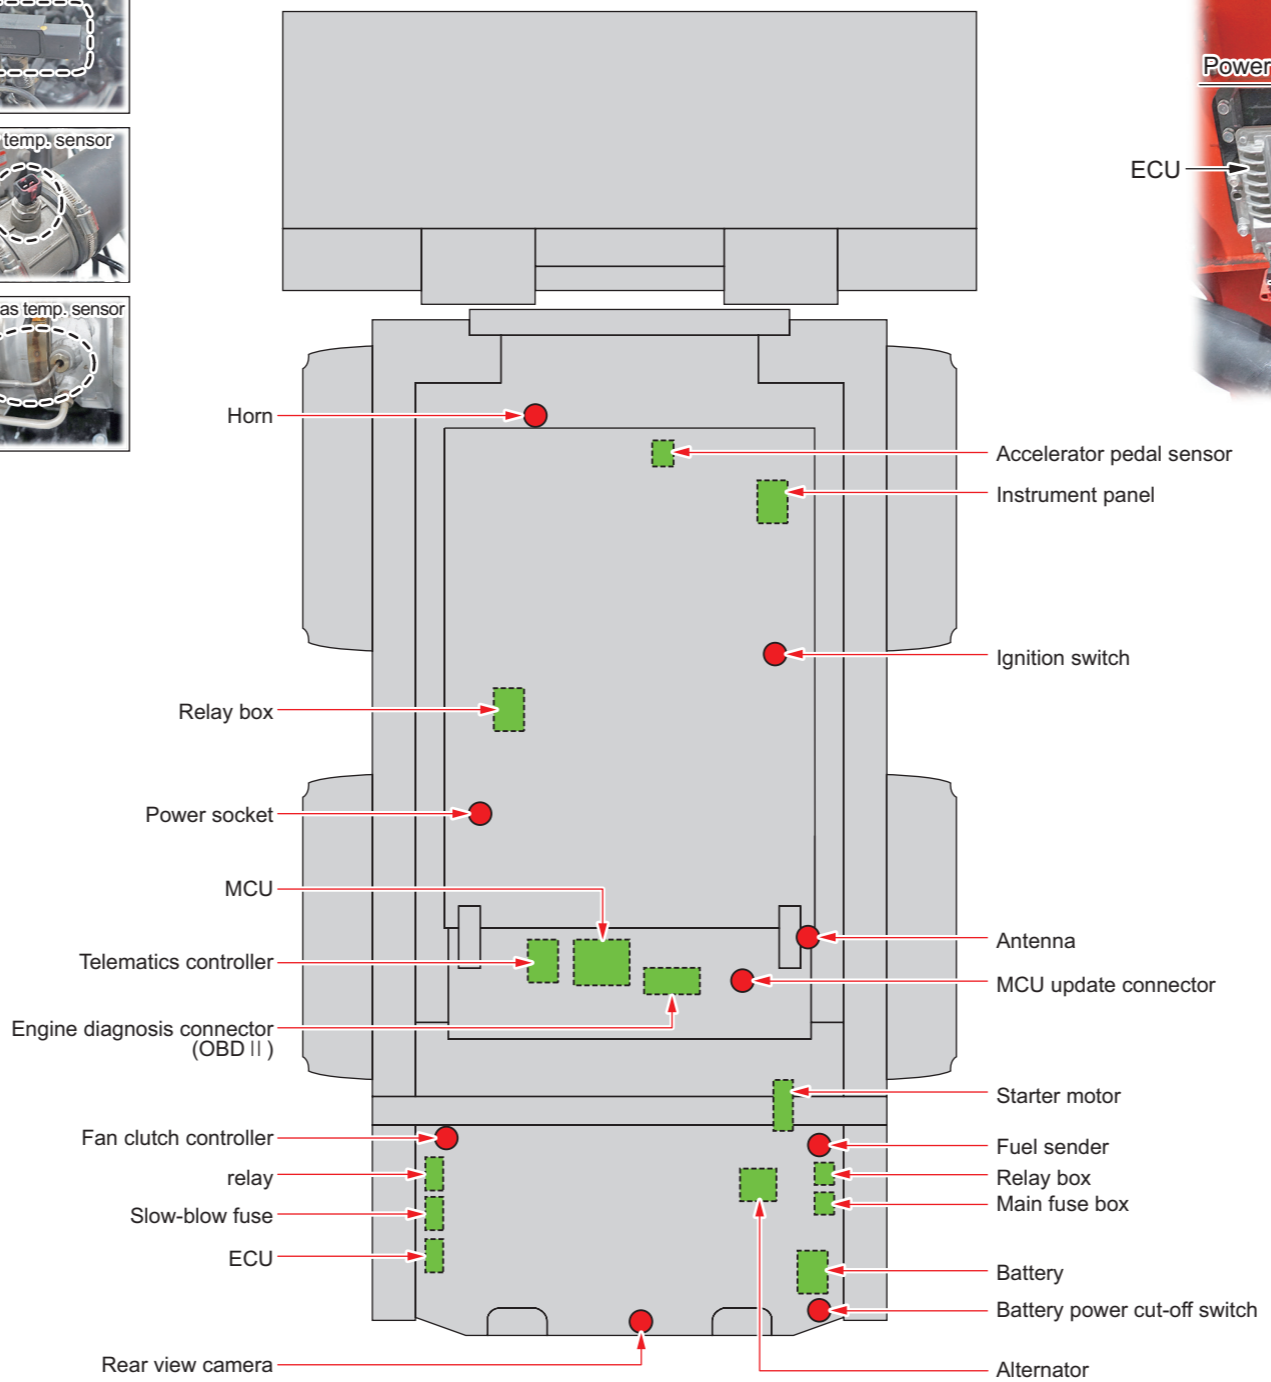 temp. sensor
as temp. sensor
Power
ECU
Horn
Accelerator pedal sensor
Instrument panel
Ignition switch
Relay box
Power socket
MCU
Antenna
Telematics controller
MCU update connector
Engine diagnosis connector
(OBD II)
Starter motor
Fan clutch controller
Fuel sender
relay
Relay box
Slow-blow fuse
Main fuse box
ECU
Battery
Battery power cut-off switch
Rear view camera
Alternator